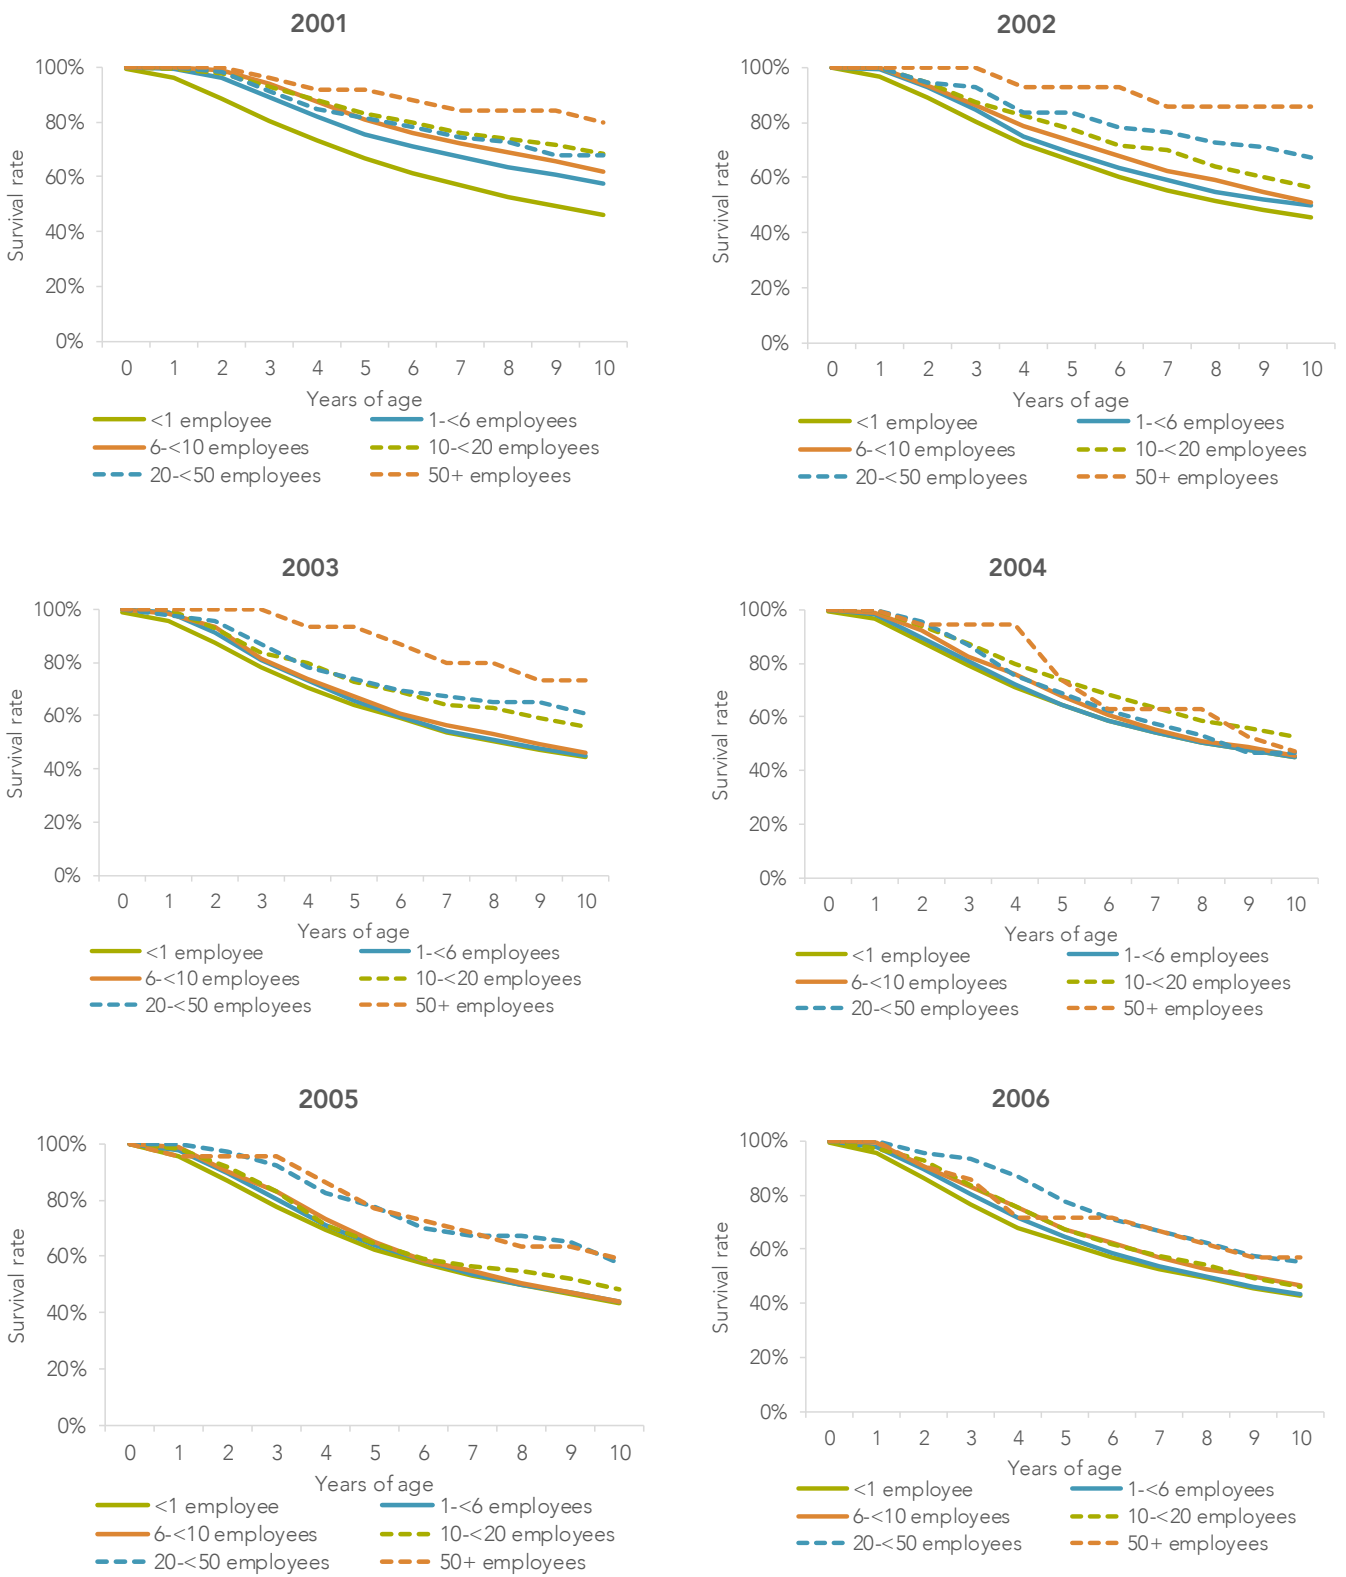 2001
100%
80%
60%
40%
20%
0%
Survival rate
0 1 2 3 4 5 6 7 8 9 10
Years of age
<1 employee 1-<6 employees
6-<10 employees 10-<20 employees
20-<50 employees 50+ employees
2002
100%
80%
60%
40%
20%
0%
Survival rate
0 1 2 3 4 5 6 7 8 9 10
Years of age
<1 employee 1-<6 employees
6-<10 employees 10-<20 employees
20-<50 employees 50+ employees
2003
100%
80%
60%
40%
20%
0%
Survival rate
0 1 2 3 4 5 6 7 8 9 10
Years of age
<1 employee 1-<6 employees
6-<10 employees 10-<20 employees
20-<50 employees 50+ employees
2004
100%
80%
60%
40%
20%
0%
Survival rate
0 1 2 3 4 5 6 7 8 9 10
Years of age
<1 employee 1-<6 employees
6-<10 employees 10-<20 employees
20-<50 employees 50+ employees
2005
100%
80%
60%
40%
20%
0%
Survival rate
0 1 2 3 4 5 6 7 8 9 10
Years of age
<1 employee 1-<6 employees
6-<10 employees 10-<20 employees
20-<50 employees 50+ employees
2006
100%
80%
60%
40%
20%
0%
Survival rate
0 1 2 3 4 5 6 7 8 9 10
Years of age
<1 employee 1-<6 employees
6-<10 employees 10-<20 employees
20-<50 employees 50+ employees